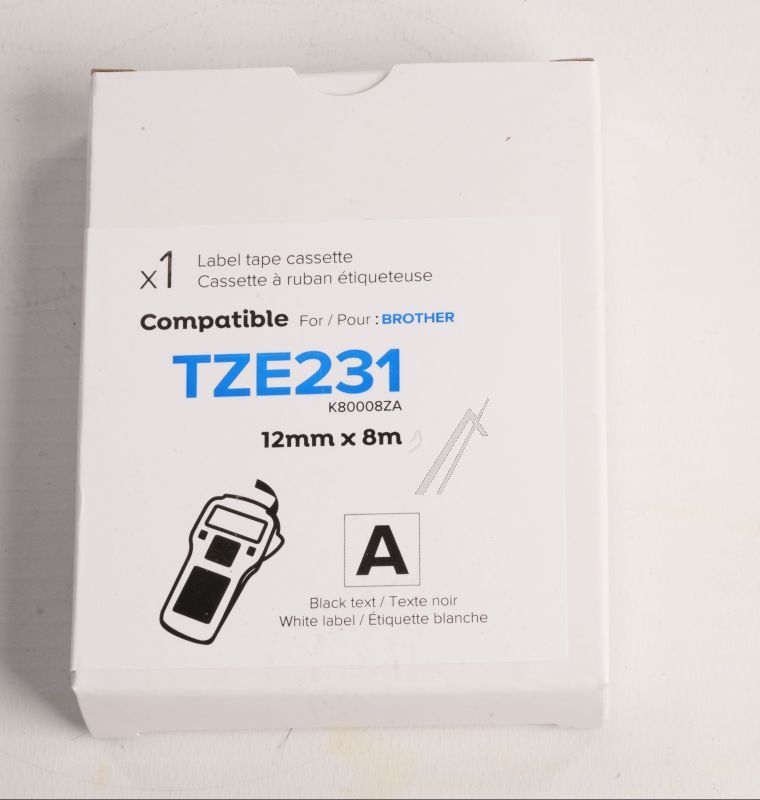 x1 Label tape cassette
Cassette à ruban étiqueteuse
Compatible For / Pour : BROTHER
TZE231
K80008ZA
12mm x 8m
A
Black text / Texte noir
White label / Étiquette blanche